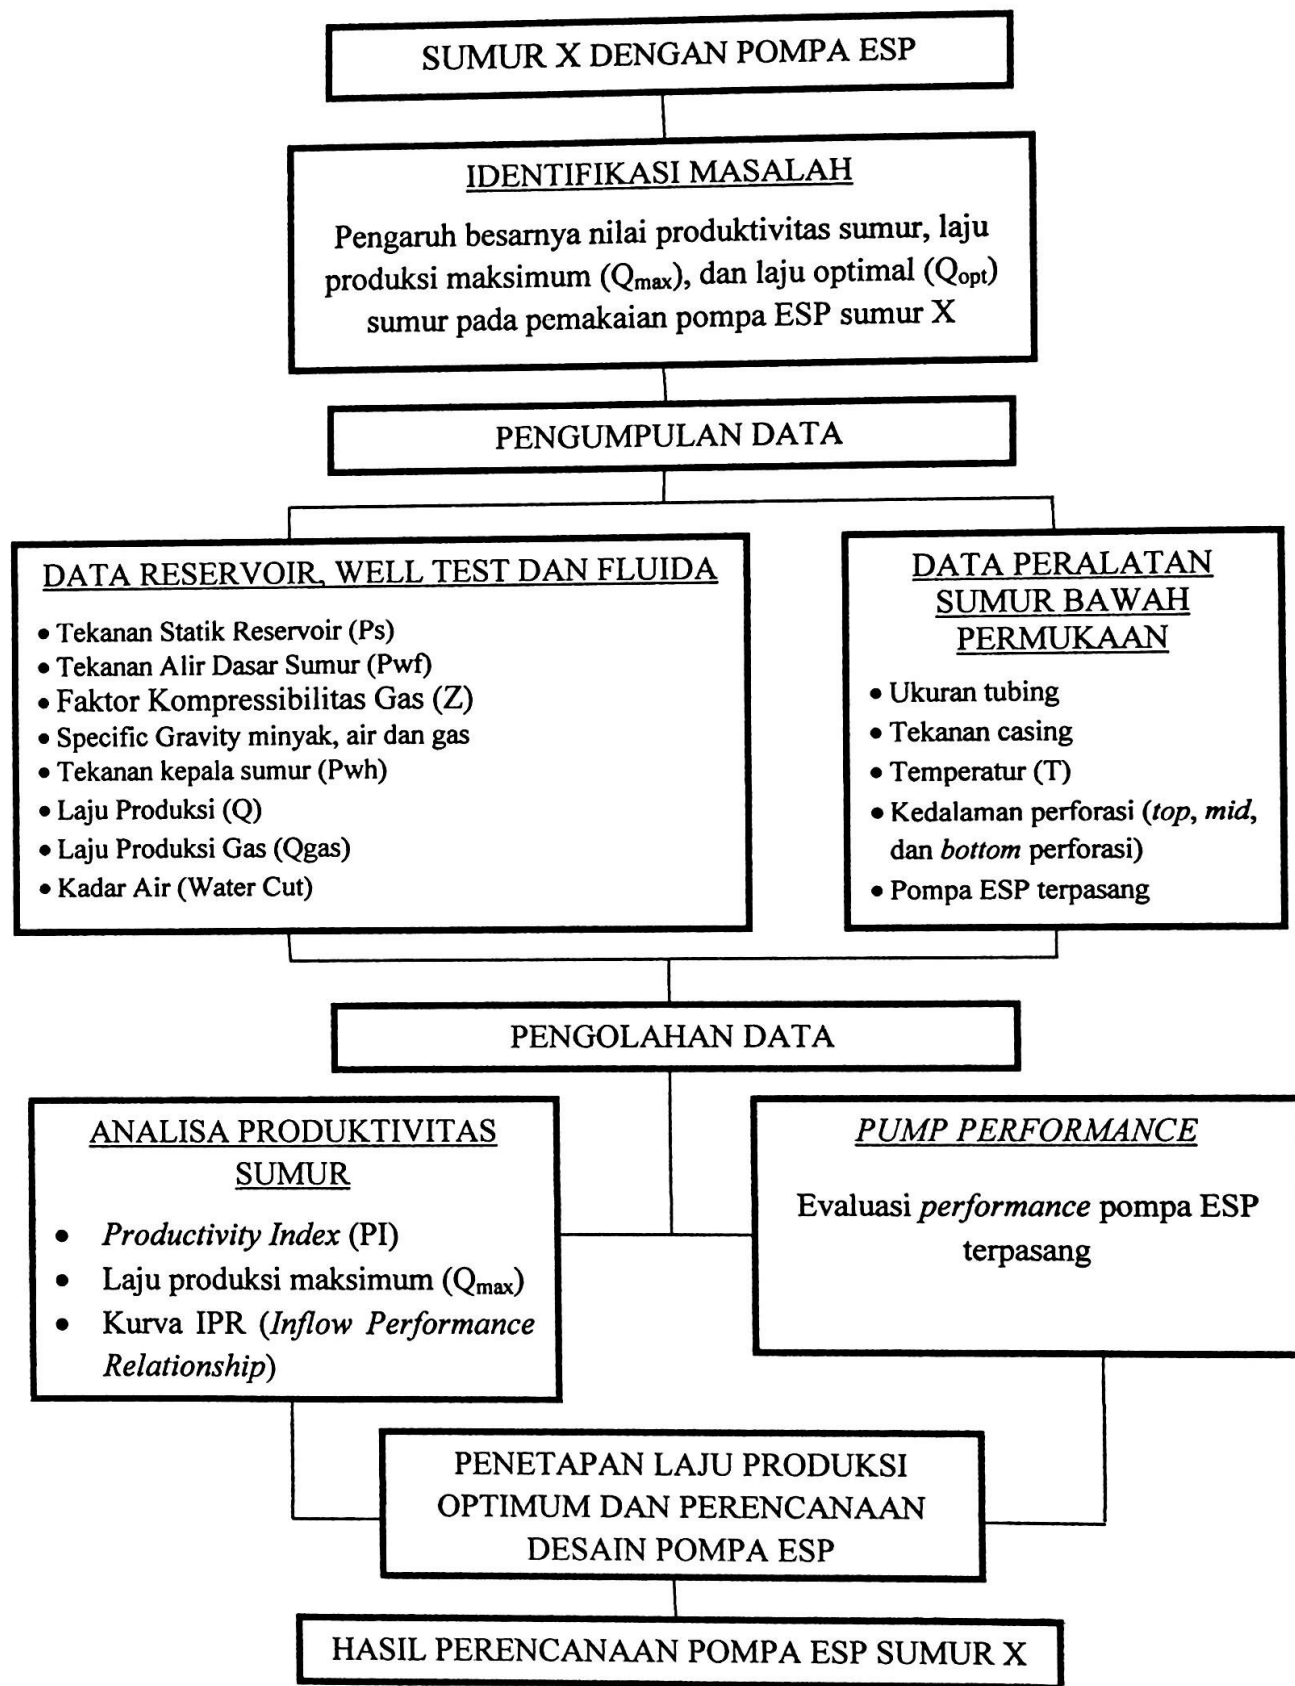 SUMUR X DENGAN POMPA ESP
IDENTIFIKASI MASALAH
Pengaruh besarnya nilai produktivitas sumur, laju
produksi maksimum (Qmax), dan laju optimal (Qopt)
sumur pada pemakaian pompa ESP sumur X
PENGUMPULAN DATA
DATA RESERVOIR, WELL TEST DAN FLUIDA
• Tekanan Statik Reservoir (Ps)
• Tekanan Alir Dasar Sumur (Pwf)
• Faktor Kompressibilitas Gas (Z)
• Specific Gravity minyak, air dan gas
• Tekanan kepala sumur (Pwh)
• Laju Produksi (Q)
• Laju Produksi Gas (Qgas)
• Kadar Air (Water Cut)
DATA PERALATAN
SUMUR BAWAH
PERMUKAAN
• Ukuran tubing
• Tekanan casing
• Temperatur (T)
• Kedalaman perforasi (top, mid,
dan bottom perforasi)
• Pompa ESP terpasang
PENGOLAHAN DATA
ANALISA PRODUKTIVITAS
SUMUR
• Productivity Index (PI)
• Laju produksi maksimum (Qmax)
• Kurva IPR (Inflow Performance
Relationship)
PUMP PERFORMANCE
Evaluasi performance pompa ESP
terpasang
PENETAPAN LAJU PRODUKSI
OPTIMUM DAN PERENCANAAN
DESAIN POMPA ESP
HASIL PERENCANAAN POMPA ESP SUMUR X